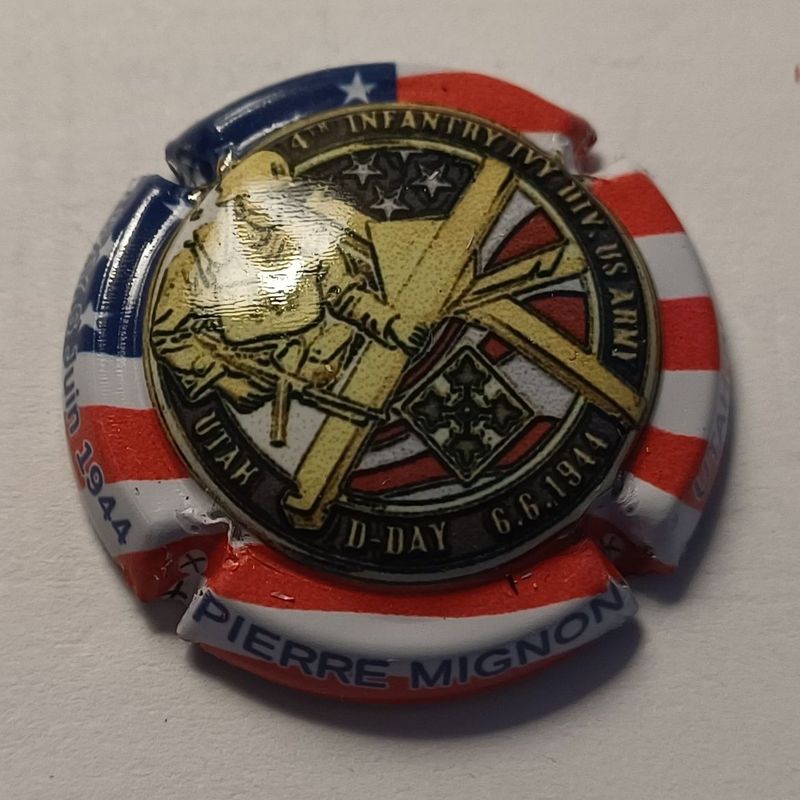 4TH INFANTRY IVY DIV. US ARMY
UTAH
D-DAY 6.6.1944
Juin 1944
PIERRE MIGNON